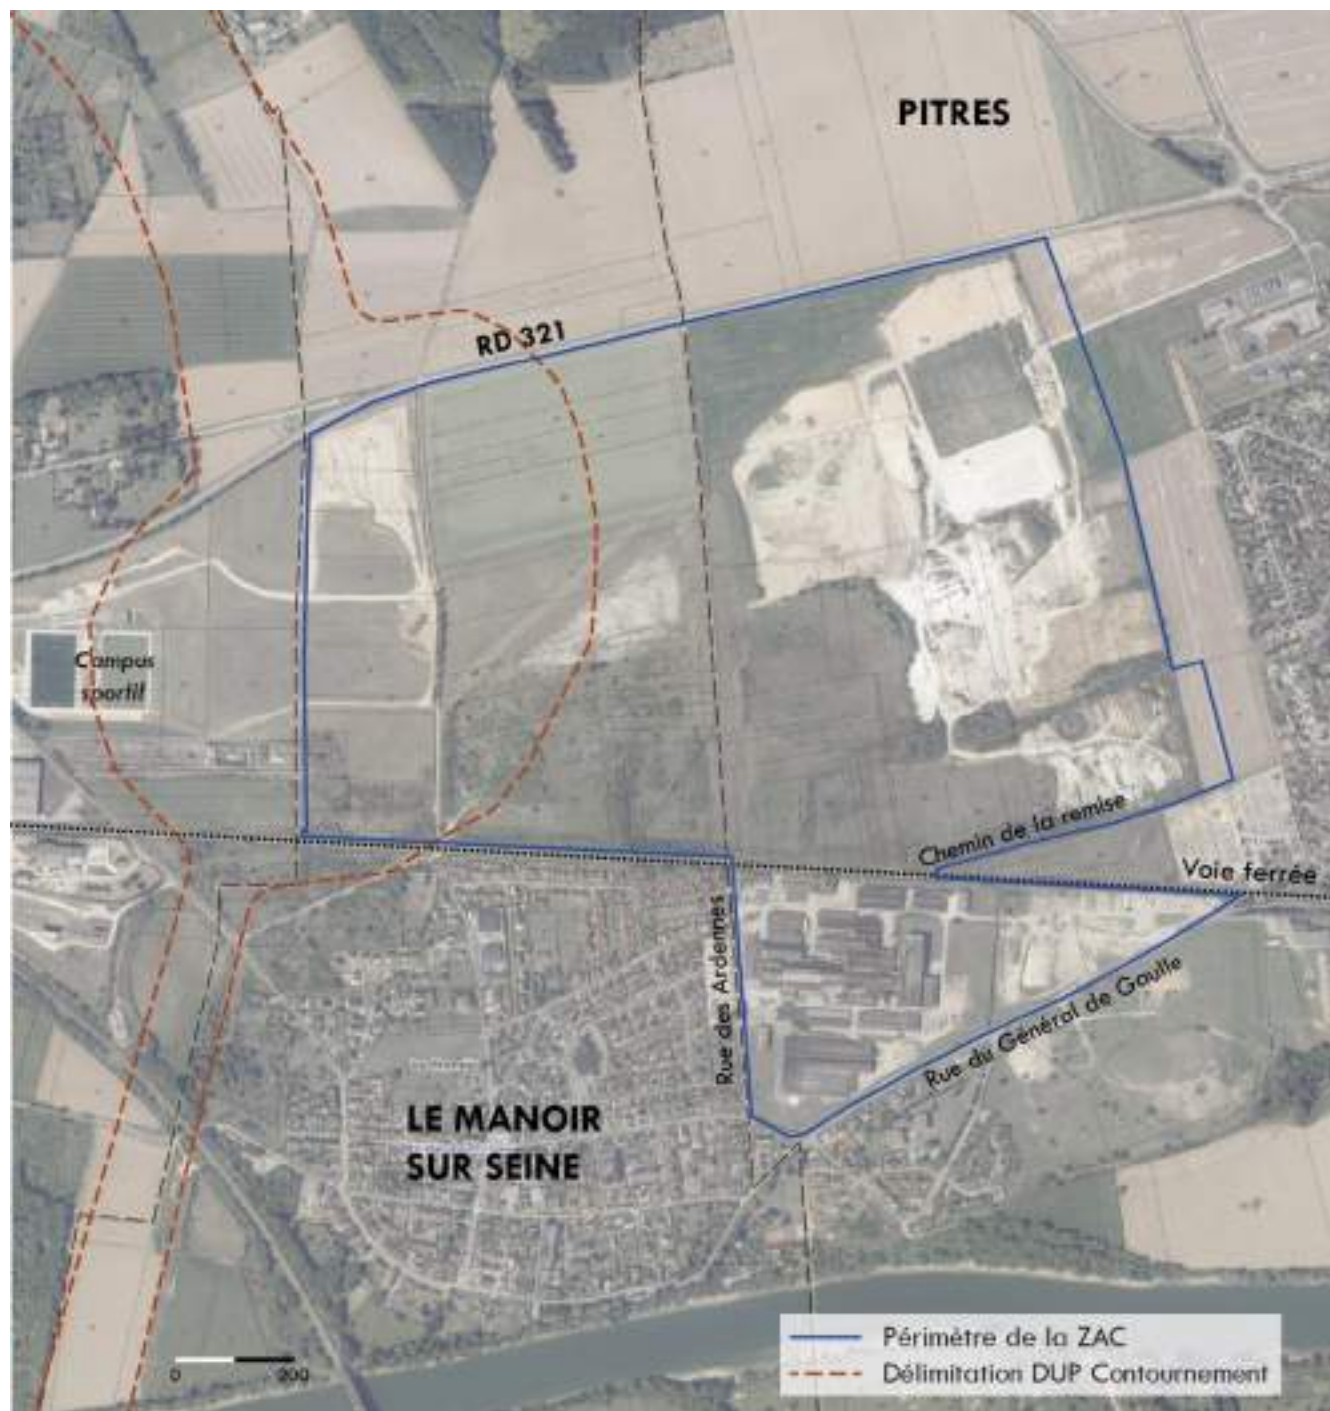 PITRES
RD 321
Campus
sportif
Chemin de la remise
Voie ferrée
Rue des Ardennes
Rue du Général de Gaulle
LE MANOIR
SUR SEINE
0
200
Périmètre de la ZAC
Délimitation DUP Contournement